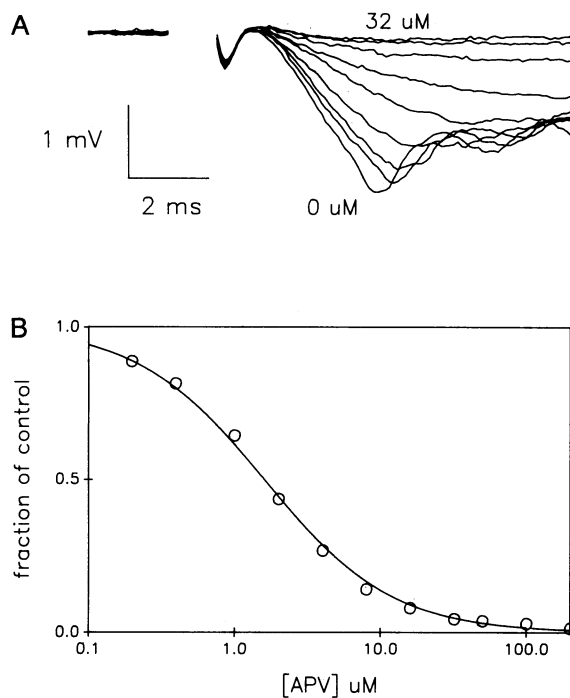 A
32 uM
1 mV
2 ms
0 uM
B
fraction of control
1.0
0.5
0.0
0.1
1.0
10.0
100.0
[APV] uM